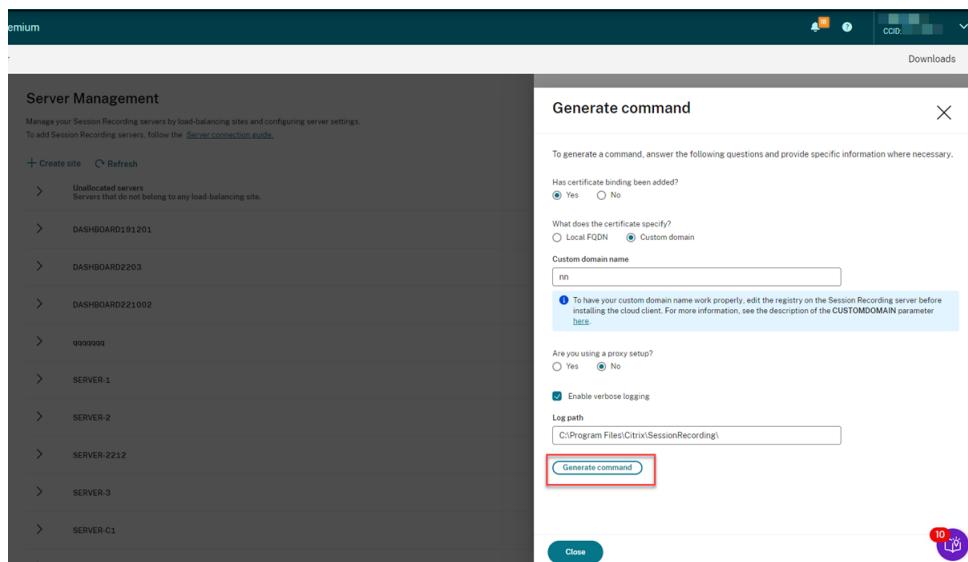 emium
CCID:
Downloads
Server Management
Manage your Session Recording servers by load-balancing sites and configuring server settings.
To add Session Recording servers, follow the Server connection guide.
Create site Refresh
Unallocated servers
Servers that do not belong to any load-balancing site.
DASHBOARD191201
DASHBOARD2203
DASHBOARD221002
qqqqqqq
SERVER-1
SERVER-2
SERVER-2212
SERVER-3
SERVER-C1
Generate command
To generate a command, answer the following questions and provide specific information where necessary.
Has certificate binding been added?
Yes No
What does the certificate specify?
Local FQDN Custom domain
Custom domain name
nn
To have your custom domain name work properly, edit the registry on the Session Recording server before
installing the cloud client. For more information, see the description of the CUSTOMDOMAIN parameter
here.
Are you using a proxy setup?
Yes No
Enable verbose logging
Log path
C:\Program Files\Citrix\SessionRecording\
Generate command
Close
10